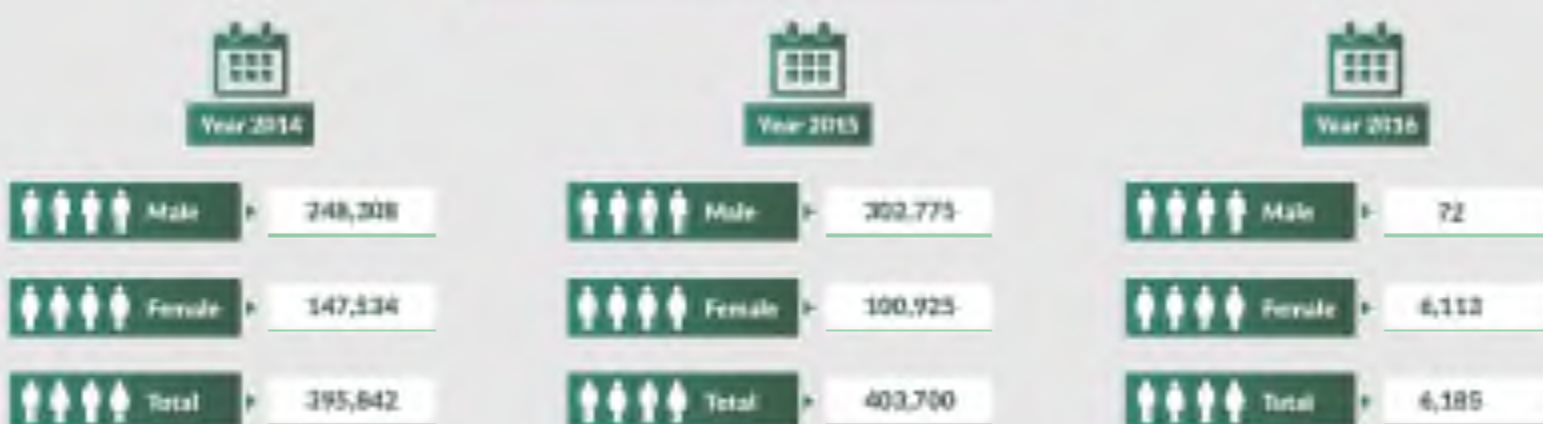 Year 2014
Male 248,308
Female 147,534
Total 395,842
Year 2015
Male 302,775
Female 100,925
Total 403,700
Year 2016
Male 72
Female 6,113
Total 6,185